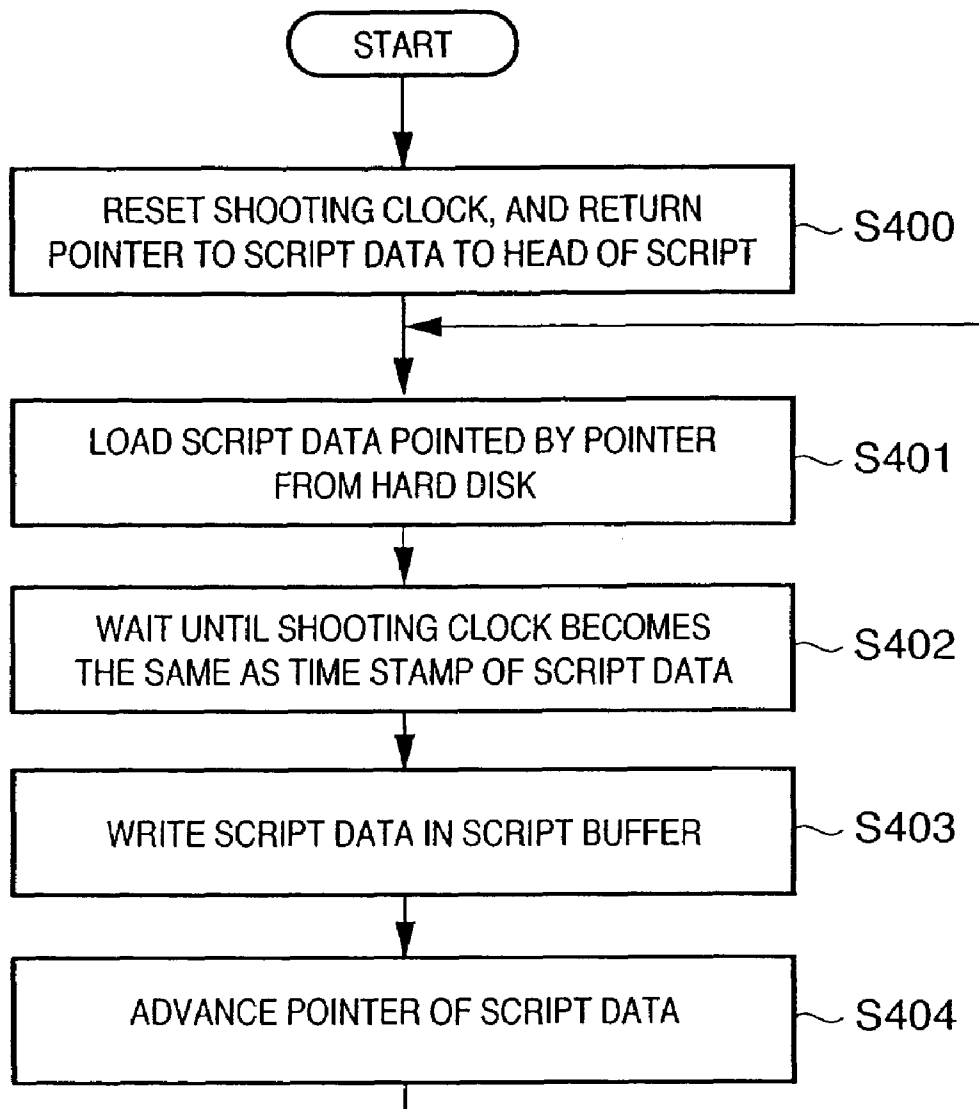 START
RESET SHOOTING CLOCK, AND RETURN
POINTER TO SCRIPT DATA TO HEAD OF SCRIPT
S400
LOAD SCRIPT DATA POINTED BY POINTER
FROM HARD DISK
S401
WAIT UNTIL SHOOTING CLOCK BECOMES
THE SAME AS TIME STAMP OF SCRIPT DATA
S402
WRITE SCRIPT DATA IN SCRIPT BUFFER
S403
ADVANCE POINTER OF SCRIPT DATA
S404